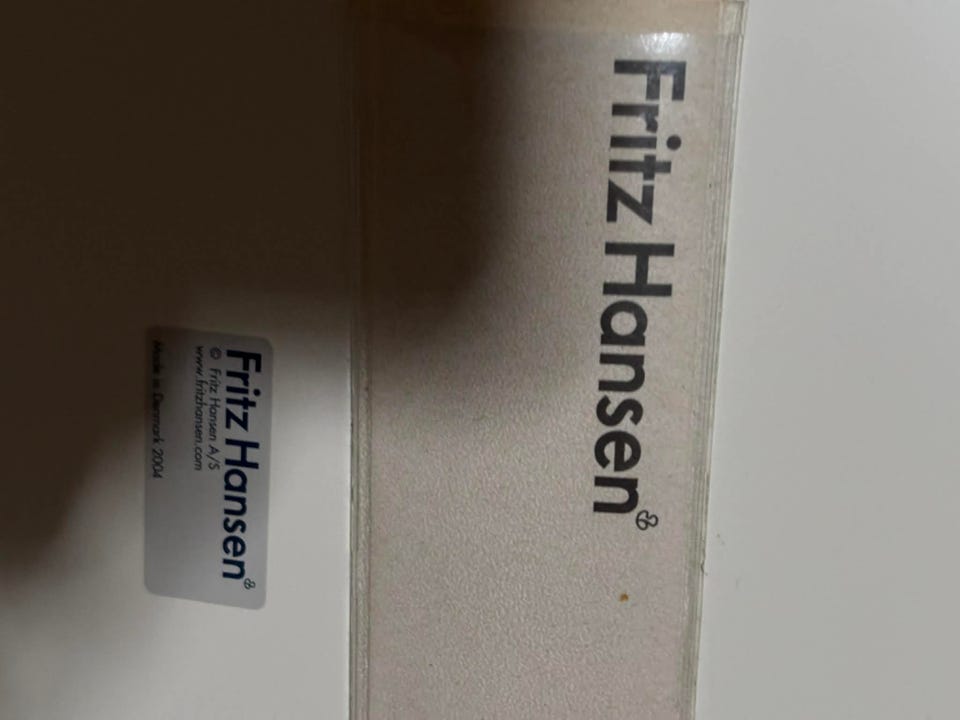 Fritz Hansen
Fritz Hansen
© Fritz Hansen A/S
www.fritzhansen.com
Made in Denmark 2004